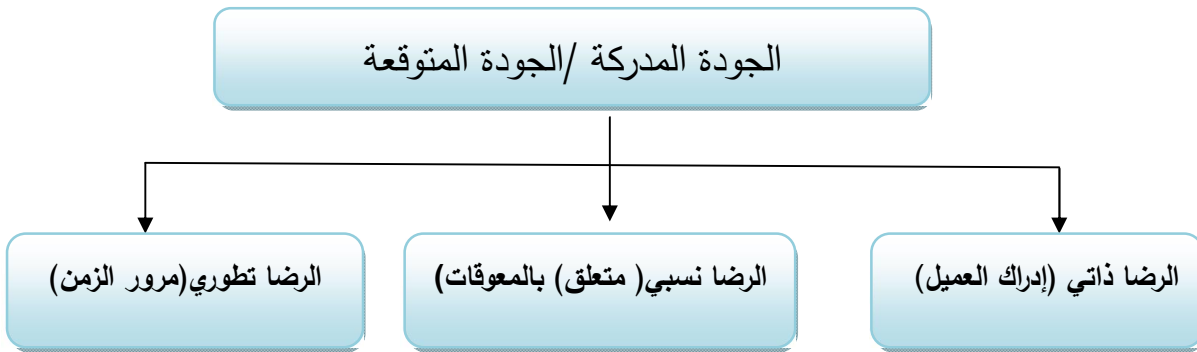 الجودة المدركة /الجودة المتوقعة
الرضا ذاتي (إدراك العميل)
الرضا نسبي( متعلق) بالمعوقات)
الرضا تطوري(مرور الزمن)